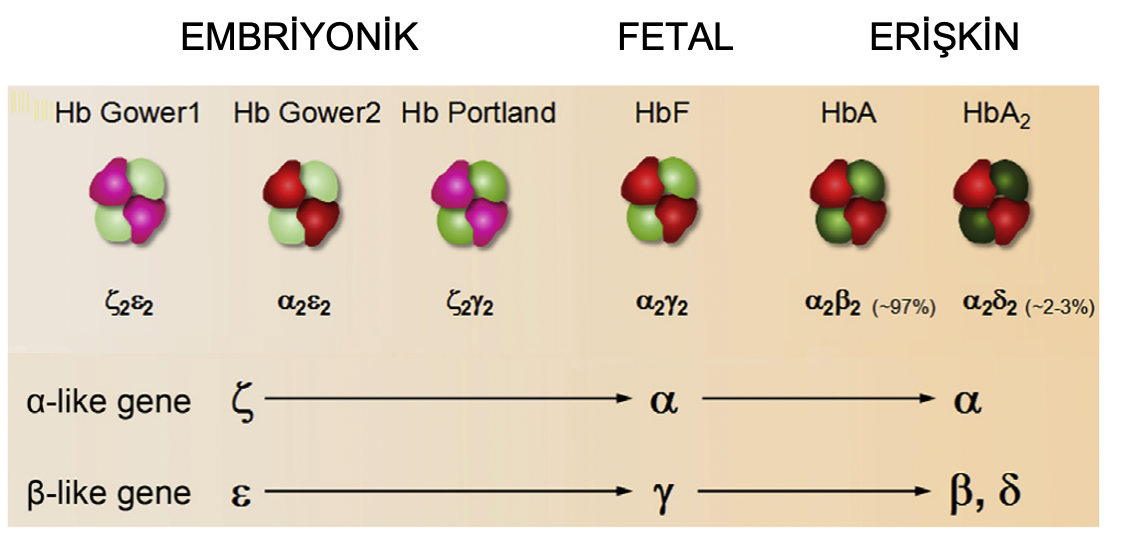 EMBRİYONİK FETAL ERİŞKİN
Hb Gower1 Hb Gower2 Hb Portland HbF HbA HbA₂
ζ₂ε₂ α₂ε₂ ζ₂γ₂ α₂γ₂ α₂β₂ (~97%) α₂δ₂ (~2-3%)
α-like gene ζ α α
β-like gene ε γ β, δ